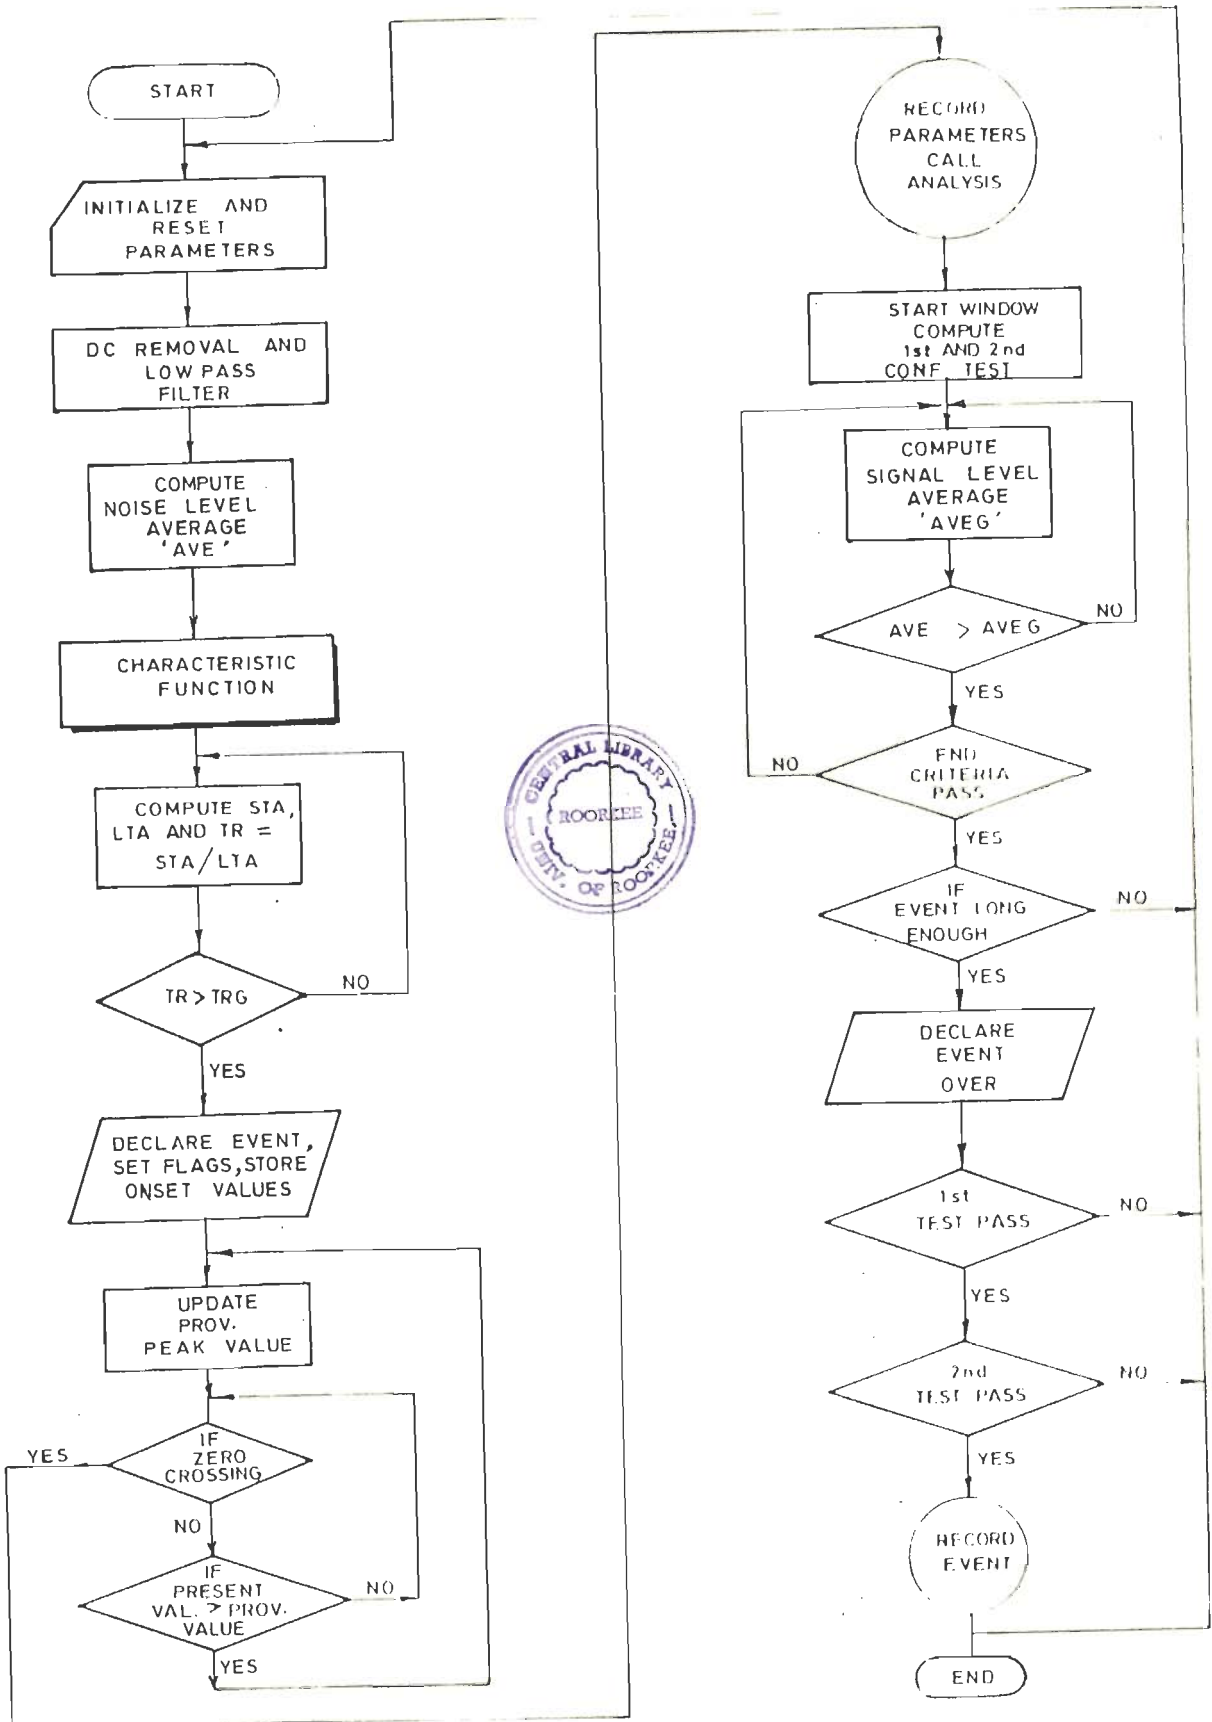 START
INITIALIZE AND
RESET
PARAMETERS
DC REMOVAL AND
LOW PASS
FILTER
COMPUTE
NOISE LEVEL
AVERAGE
'AVE'
CHARACTERISTIC
FUNCTION
COMPUTE STA,
LTA AND TR =
STA/LTA
TR > TRG
NO
YES
DECLARE EVENT,
SET FLAGS, STORE
ONSET VALUES
UPDATE
PROV.
PEAK VALUE
IF
ZERO
CROSSING
YES
NO
IF
PRESENT
VAL. > PROV.
VALUE
NO
YES
CENTRAL LIBRARY
ROORKEE
UNIV. OF ROORKEE
RECORD
PARAMETERS
CALL
ANALYSIS
START WINDOW
COMPUTE
1st AND 2nd
CONF TEST
COMPUTE
SIGNAL LEVEL
AVERAGE
'AVEG'
AVE > AVEG
NO
YES
END
CRITERIA
PASS
NO
YES
IF
EVENT LONG
ENOUGH
NO
YES
DECLARE
EVENT
OVER
1st
TEST PASS
NO
YES
2nd
TEST PASS
NO
YES
RECORD
EVENT
END